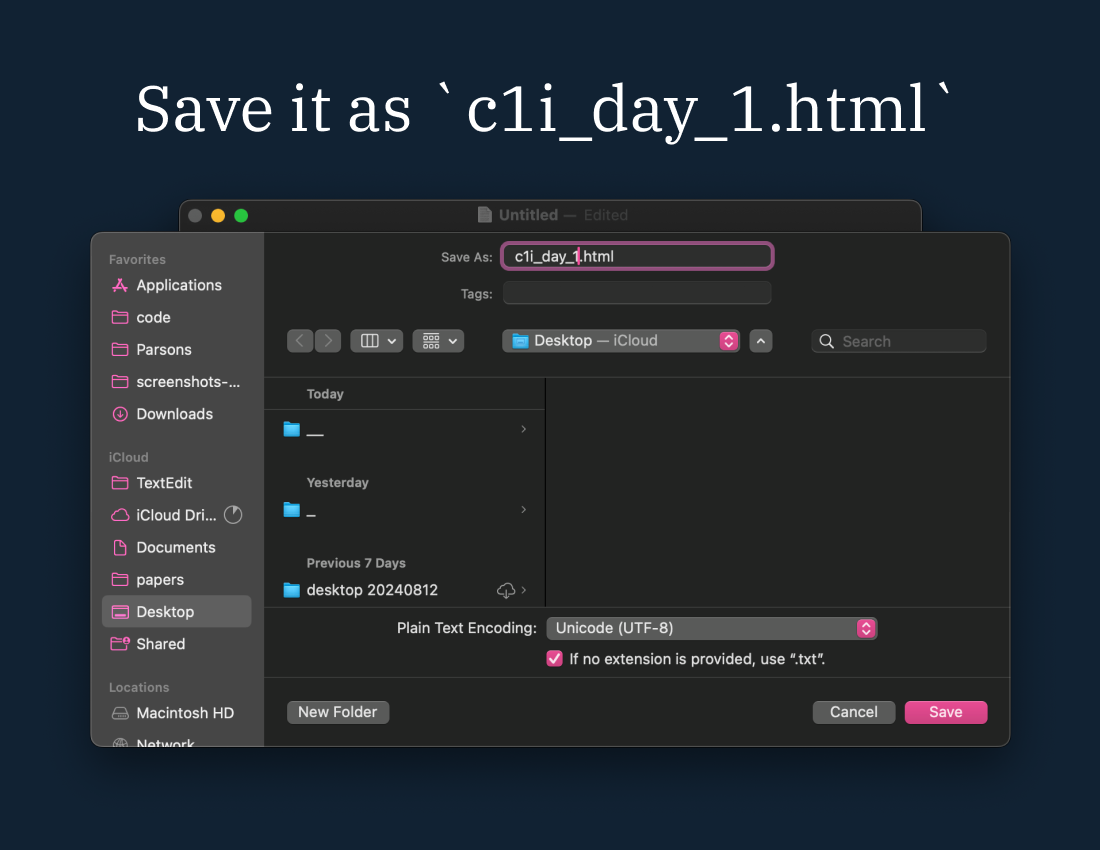 Save it as `c1i_day_1.html`
Untitled — Edited
Save As: c1i_day_1.html
Tags:
Desktop — iCloud
Search
Favorites
Applications
code
Parsons
screenshots-...
Downloads
iCloud
TextEdit
iCloud Dri...
Documents
papers
Desktop
Shared
Locations
Macintosh HD
Network
Today
__
Yesterday
_
Previous 7 Days
desktop 20240812
Plain Text Encoding: Unicode (UTF-8)
If no extension is provided, use “.txt”.
New Folder
Cancel
Save